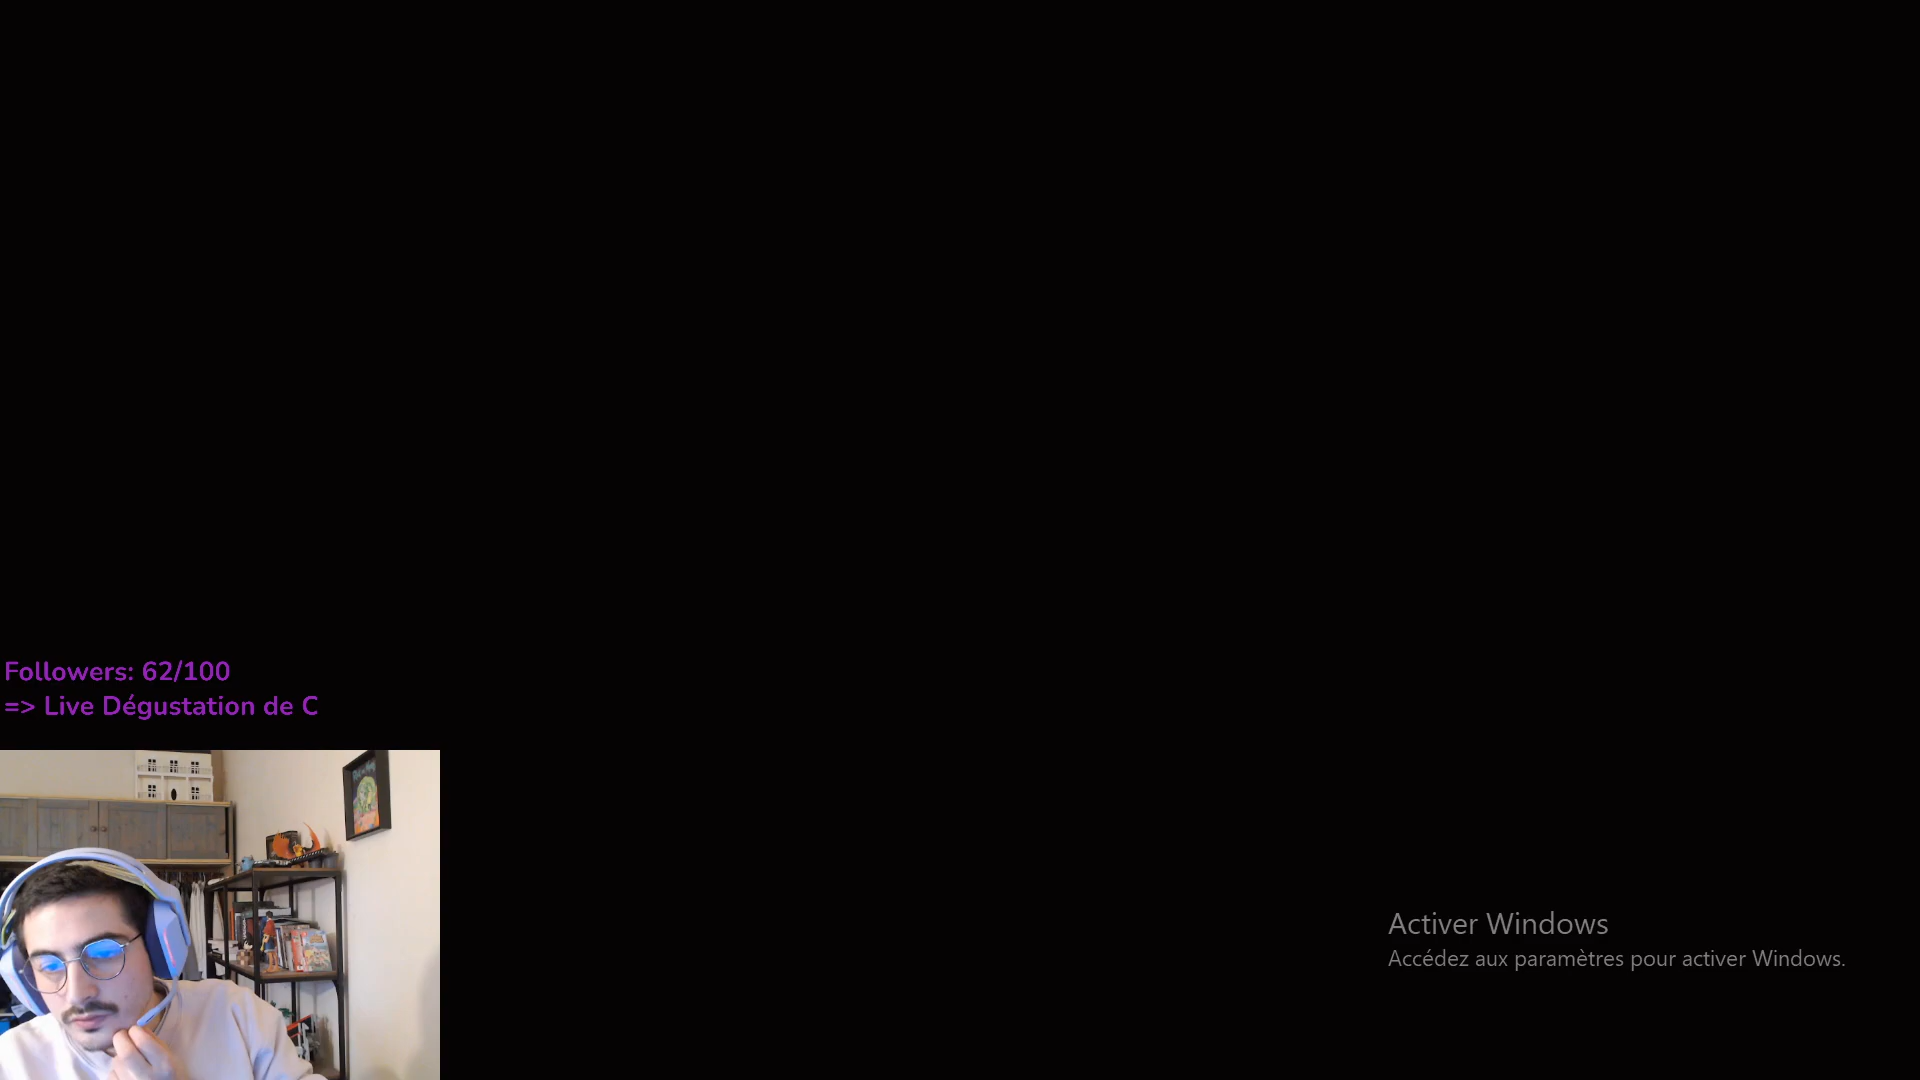 Followers: 62/100
=> Live Dégustation de C
Activer Windows
Accédez aux paramètres pour activer Windows.